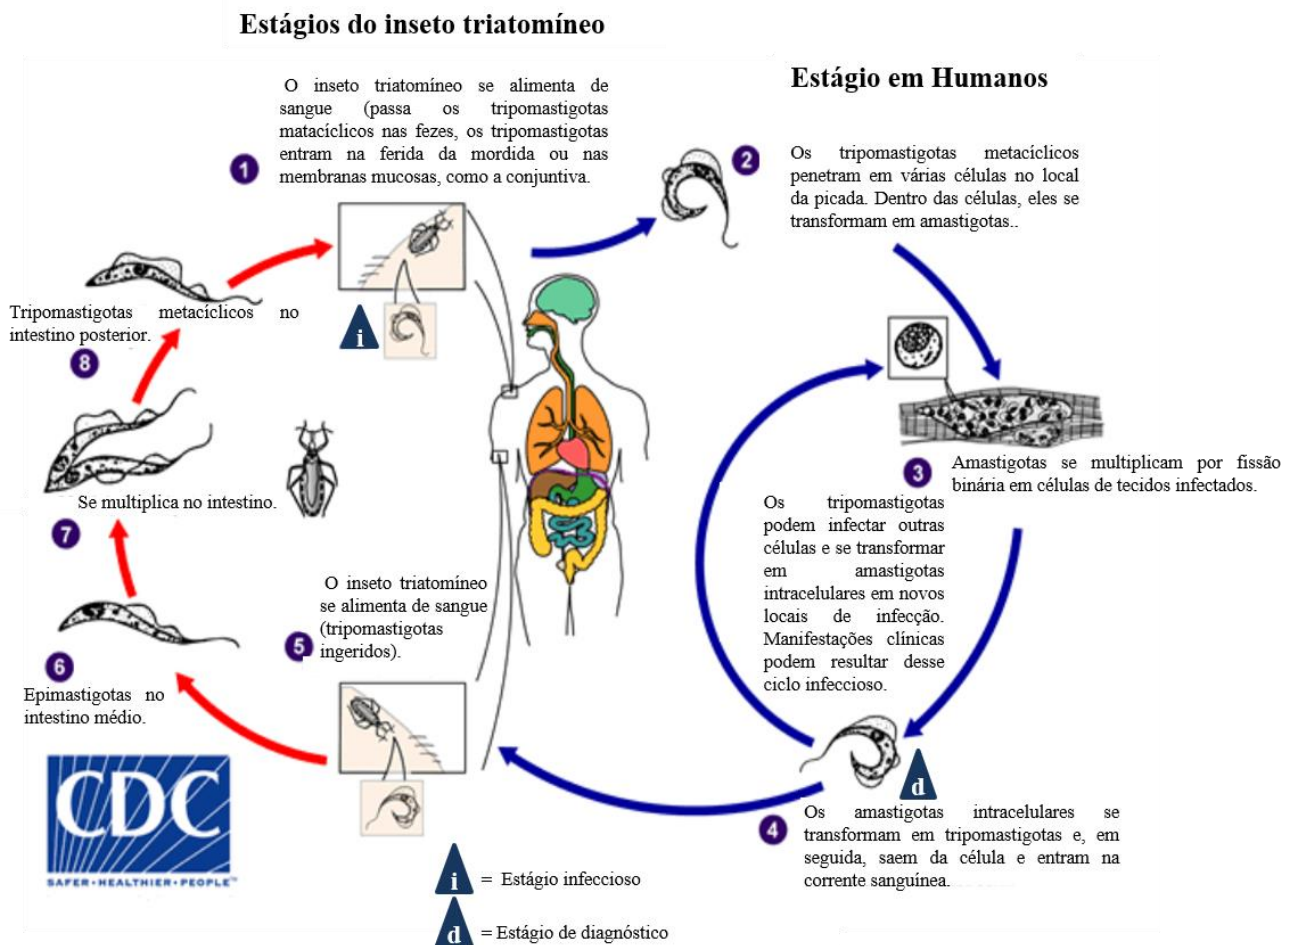 Estágios do inseto triatomíneo
O inseto triatomíneo se alimenta de
sangue (passa os tripomastigotas
matacíclicos nas fezes, os tripomastigotas
entram na ferida da mordida ou nas
membranas mucosas, como a conjuntiva.
1
Estágio em Humanos
2
Os tripomastigotas metacíclicos
penetram em várias células no local
da picada. Dentro das células, eles se
transformam em amastigotas..
i
3
Amastigotas se multiplicam por fissão
binária em células de tecidos infectados.
Os tripomastigotas
podem infectar outras
células e se transformar
em amastigotas
intracelulares em novos
locais de infecção.
Manifestações clínicas
podem resultar desse
ciclo infeccioso.
d
4
Os amastigotas intracelulares se
transformam em tripomastigotas e, em
seguida, saem da célula e entram na
corrente sanguínea.
O inseto triatomíneo
se alimenta de sangue
(tripomastigotas
ingeridos).
5
6
Epimastigotas no
intestino médio.
Se multiplica no intestino.
7
Tripomastigotas metacíclicos no
intestino posterior.
8
CDC
SAFER•HEALTHIER•PEOPLE™
i = Estágio infeccioso
d = Estágio de diagnóstico